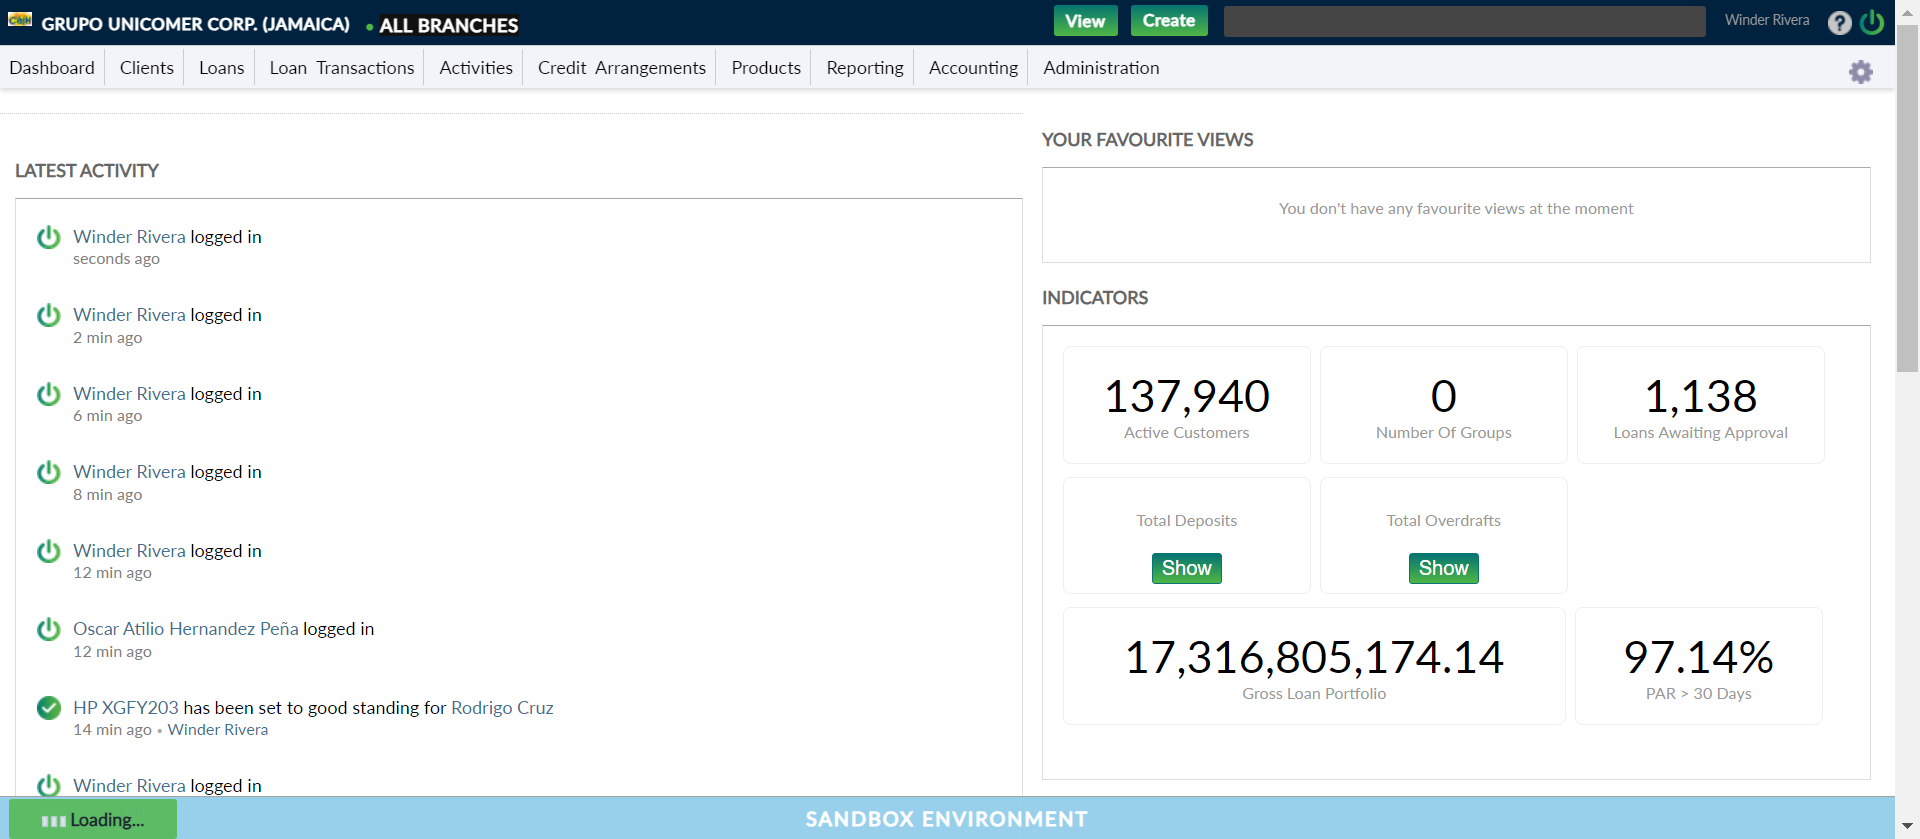 GRUPO UNICOMER CORP. (JAMAICA) • ALL BRANCHES
View Create Winder Rivera ?
Dashboard Clients Loans Loan Transactions Activities Credit Arrangements Products Reporting Accounting Administration
LATEST ACTIVITY
Winder Rivera logged in
seconds ago
Winder Rivera logged in
2 min ago
Winder Rivera logged in
6 min ago
Winder Rivera logged in
8 min ago
Winder Rivera logged in
12 min ago
Oscar Atilio Hernandez Peña logged in
12 min ago
HP XGFY203 has been set to good standing for Rodrigo Cruz
14 min ago • Winder Rivera
Winder Rivera logged in
YOUR FAVOURITE VIEWS
You don't have any favourite views at the moment
INDICATORS
137,940
Active Customers
0
Number Of Groups
1,138
Loans Awaiting Approval
Total Deposits
Show
Total Overdrafts
Show
17,316,805,174.14
Gross Loan Portfolio
97.14%
PAR > 30 Days
Loading...
SANDBOX ENVIRONMENT